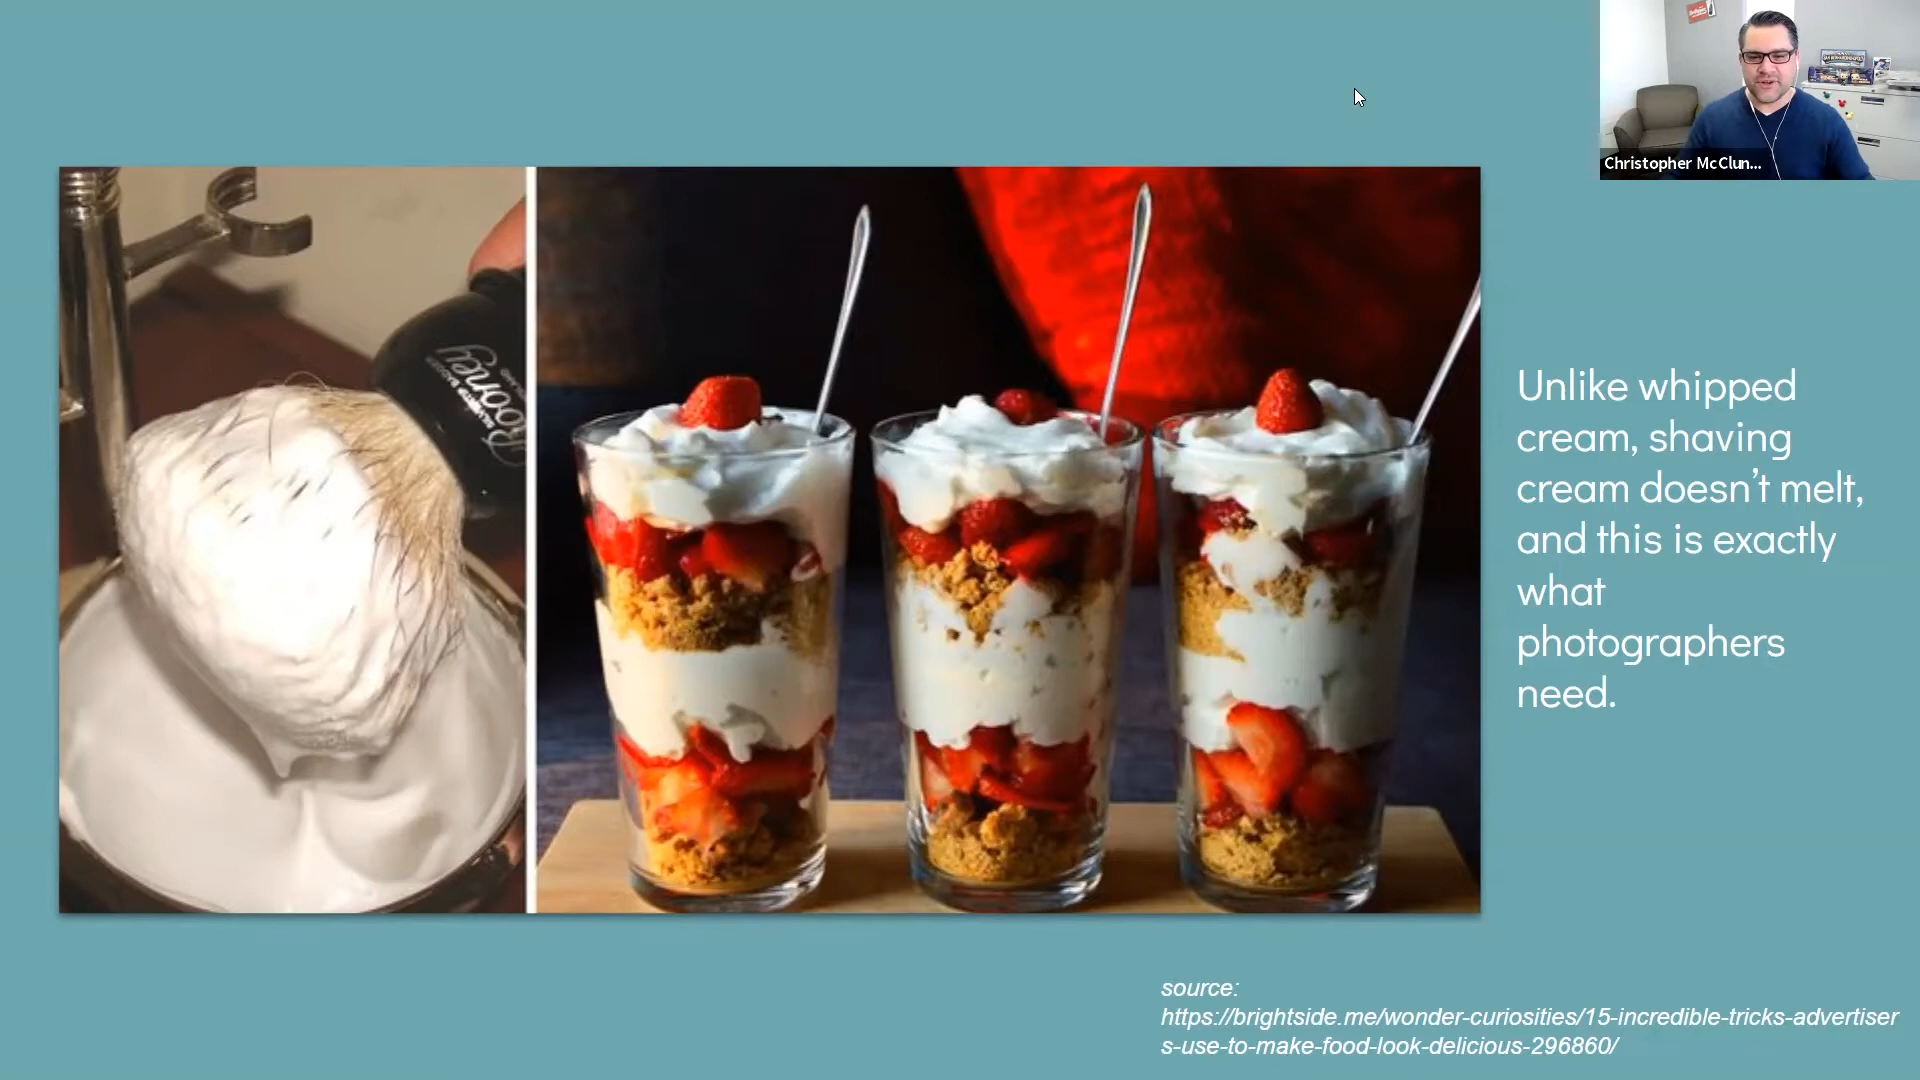 Christopher McClun...
Rooney
Unlike whipped
cream, shaving
cream doesn't melt,
and this is exactly
what
photographers
need.
source:
https://brightside.me/wonder-curiosities/15-incredible-tricks-advertiser
s-use-to-make-food-look-delicious-296860/